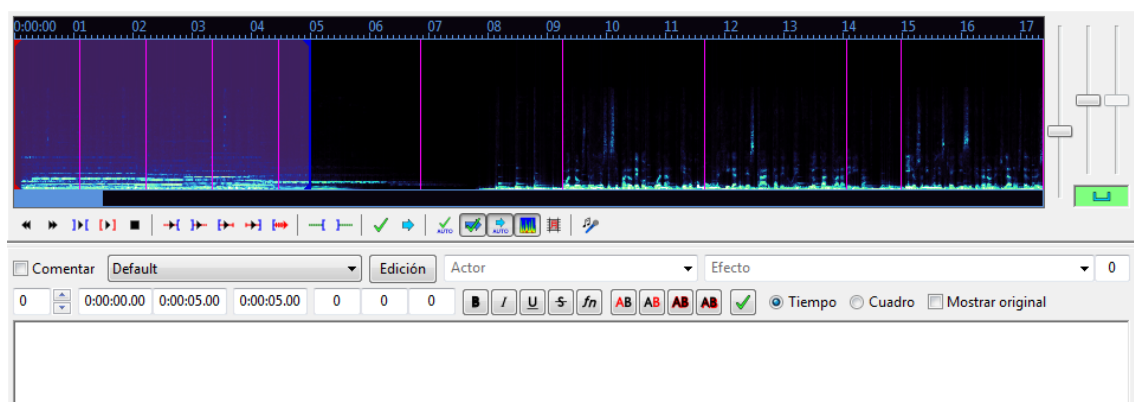 0:00:00 01 02 03 04 05 06 07 08 09 10 11 12 13 14 15 16 17
AUTO AUTO
Comentar Default Edición Actor Efecto 0
0 0:00:00.00 0:00:05.00 0:00:05.00 0 0 0 B I U S fn AB AB AB AB Tiempo Cuadro Mostrar original